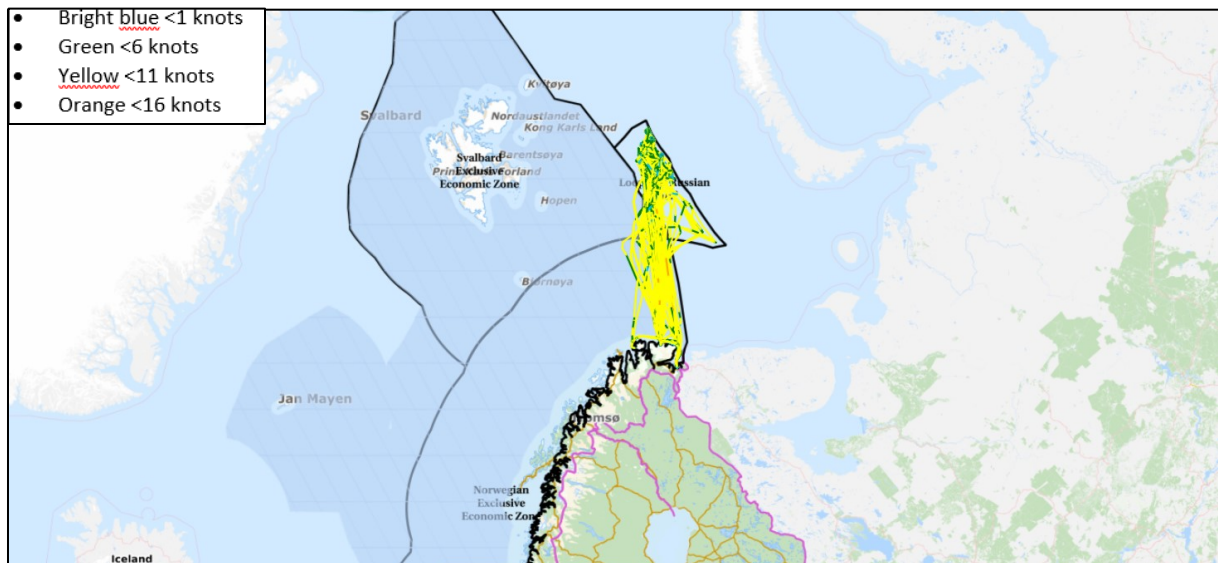 Bright blue <1 knots
Green <6 knots
Yellow <11 knots
Orange <16 knots
Svalbard
Kvitøya
Nordaustlandet
Kong Karls Land
Barentsøya
Svalbard
Exclusive
Economic Zone
Forland
Hopen
Bjørnøya
Jan Mayen
Norwegian
Exclusive
Economic Zone
Iceland